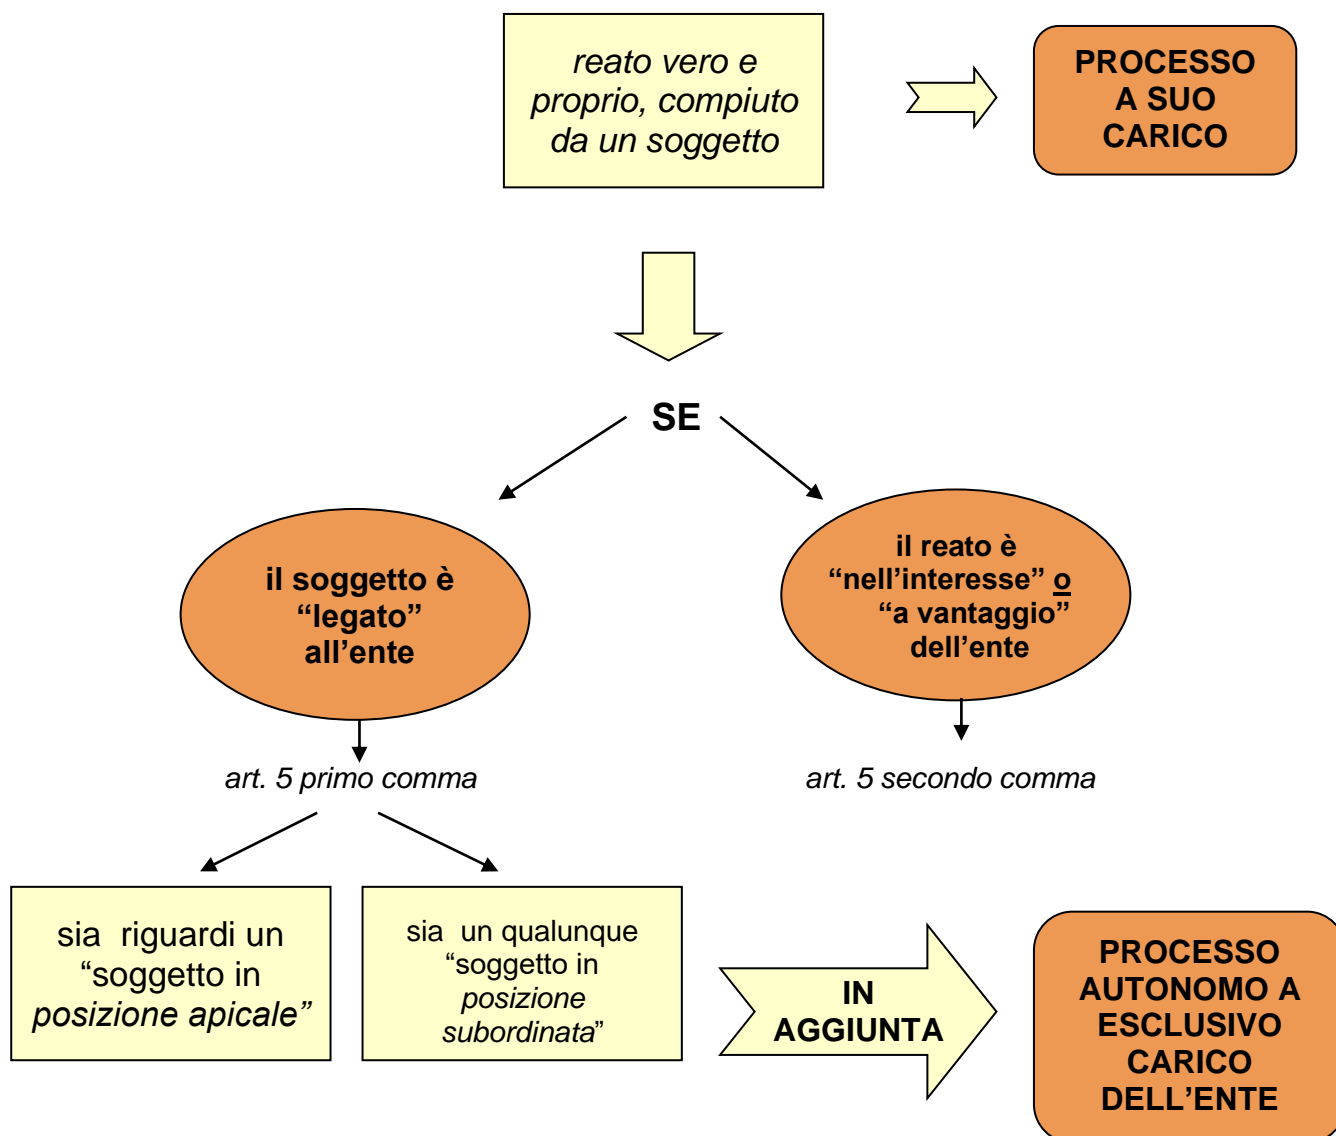 reato vero e
proprio, compiuto
da un soggetto
PROCESSO
A SUO
CARICO
SE
il soggetto è
“legato”
all’ente
il reato è
“nell’interesse” o
“a vantaggio”
dell’ente
art. 5 primo comma
art. 5 secondo comma
sia riguardi un
“soggetto in
posizione apicale”
sia un qualunque
“soggetto in
posizione
subordinata”
IN
AGGIUNTA
PROCESSO
AUTONOMO A
ESCLUSIVO
CARICO
DELL’ENTE